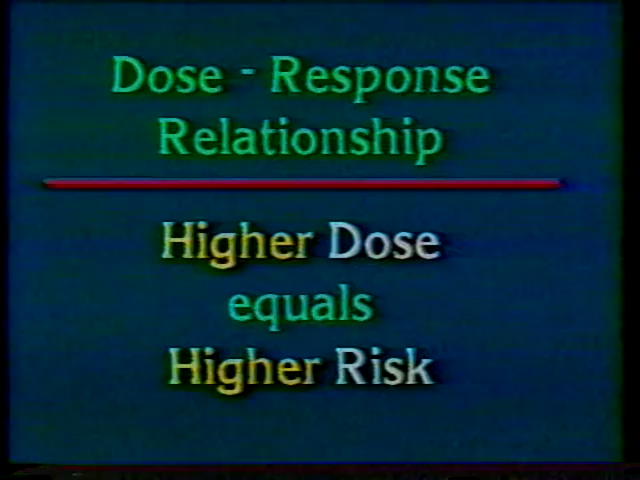 Dose - Response
Relationship
Higher Dose
equals
Higher Risk